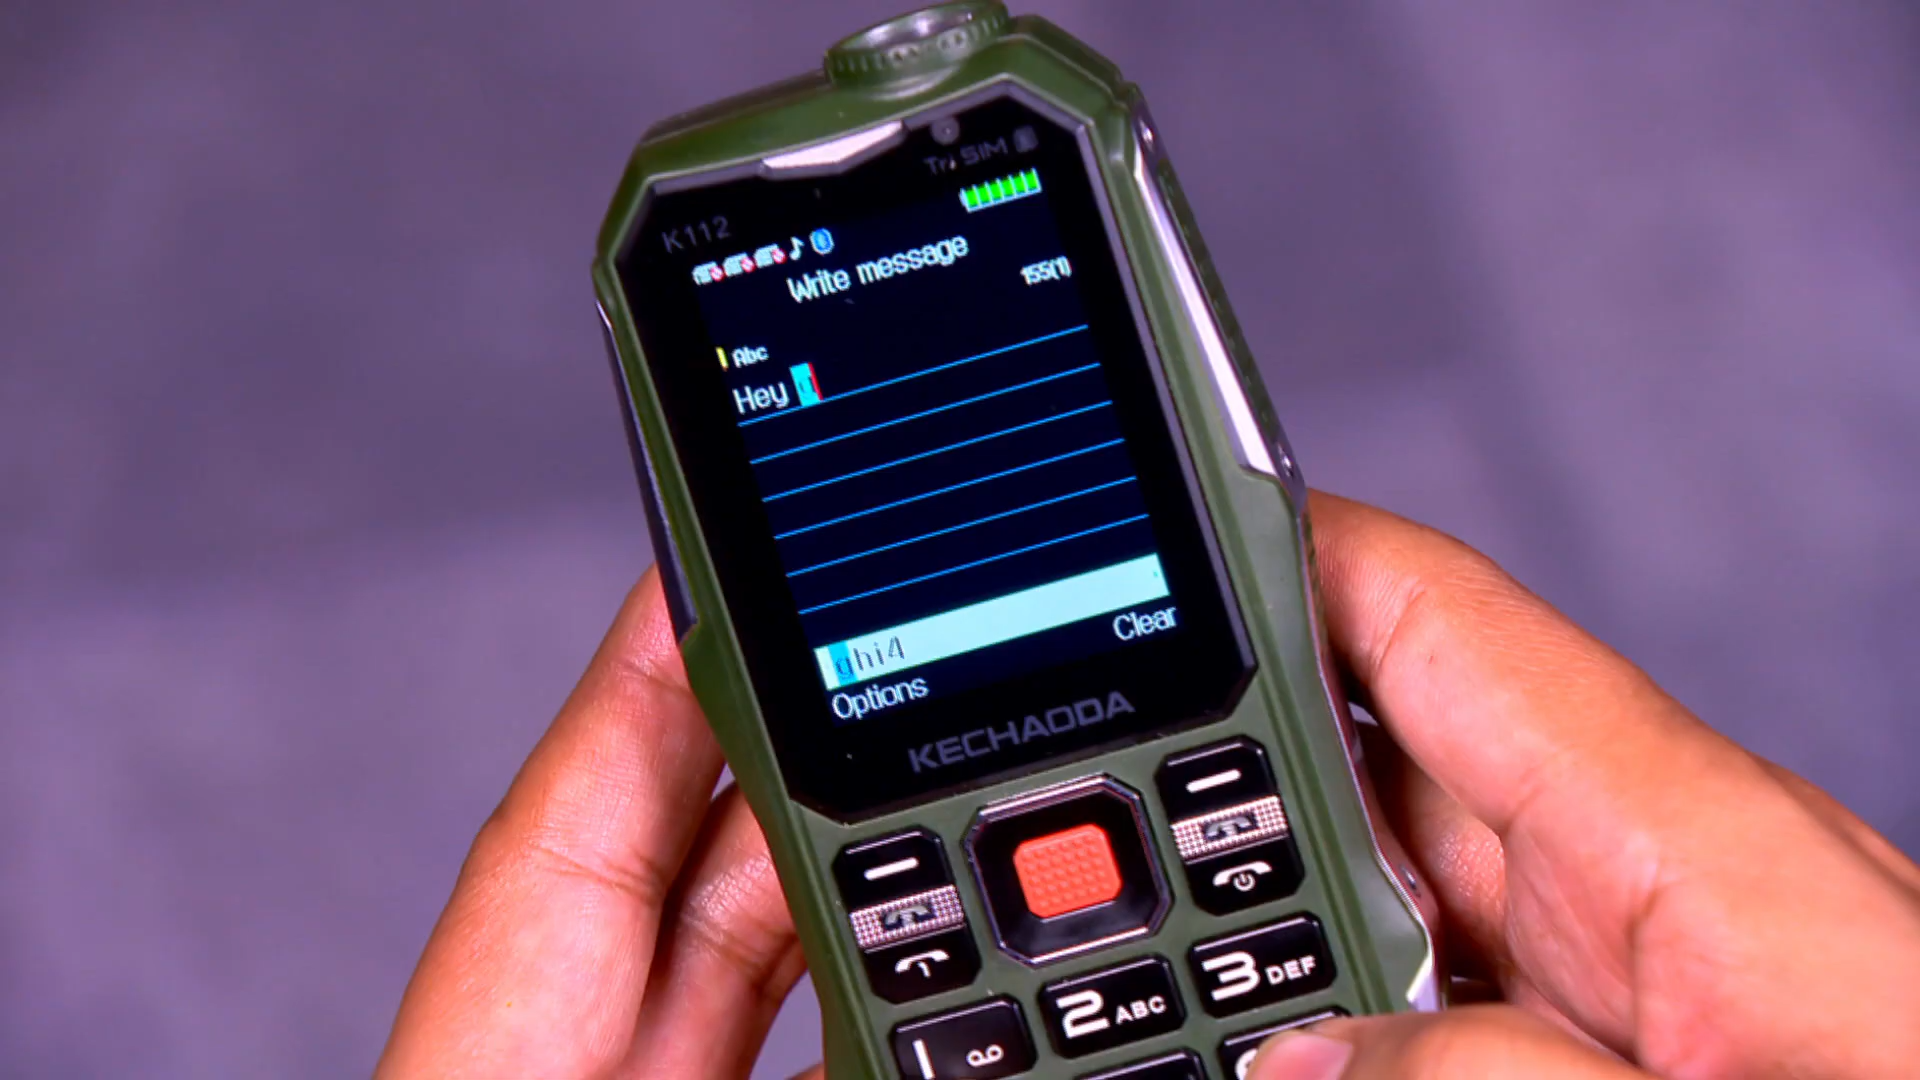 Tri SIM
K112
Write message
155(1)
Abc
Hey g
ghi4
Options Clear
KECHAODA
2 ABC
3 DEF
1